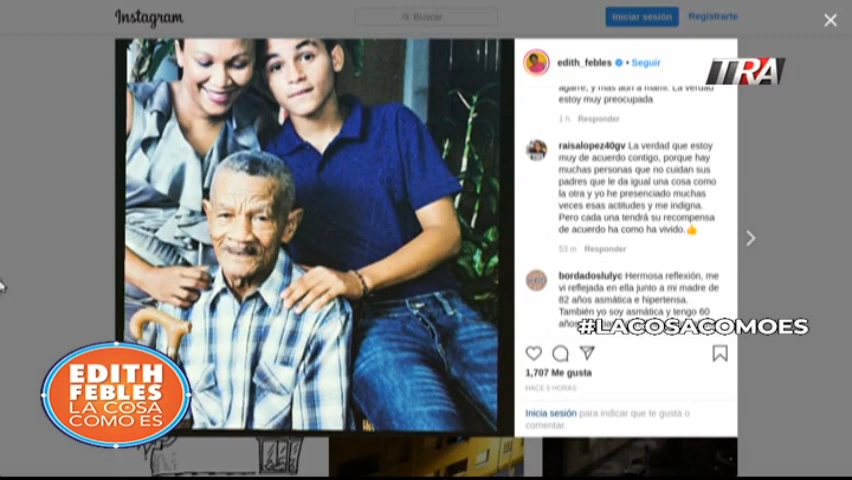 Instagram
Buscar
Iniciar sesión
Registrarte
edith_febles • Seguir
TRA
agarre, y más aún a mami. La verdad
estoy muy preocupada
1 h Responder
raisalopez40gv La verdad que estoy
muy de acuerdo contigo, porque hay
muchas personas que no cuidan sus
padres que le da igual una cosa como
la otra y yo he presenciado muchas
veces esas actitudes y me indigna.
Pero cada una tendrá su recompensa
de acuerdo ha como ha vivido.👍
53 m Responder
bordadoslulyc Hermosa reflexión, me
vi reflejada en ella junto a mi madre de
82 años asmática e hipertensa.
También yo soy asmática y tengo 60
años
#LACOSACOMOES
1,707 Me gusta
HACE 5 HORAS
Inicia sesión para indicar que te gusta o
comentar.
EDITH
FEBLES
LA COSA
COMO ES